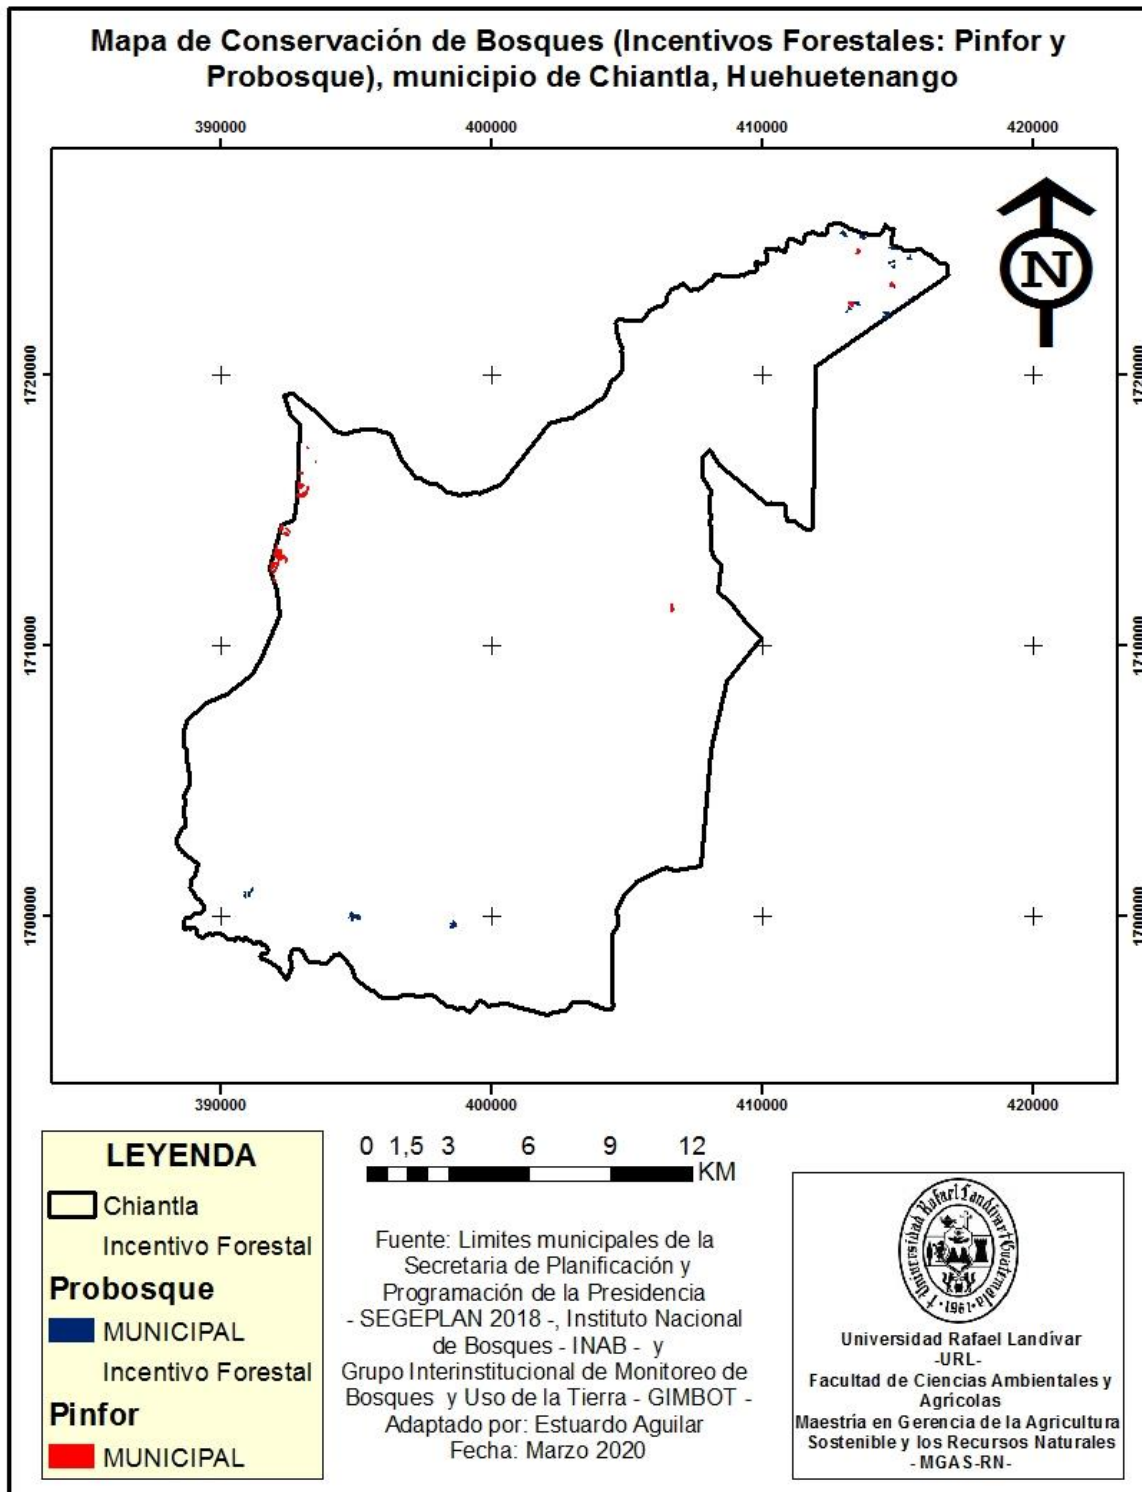 Mapa de Conservación de Bosques (Incentivos Forestales: Pinfor y
Probosque), municipio de Chiantla, Huehuetenango
390000 400000 410000 420000
N
1720000 1720000
1710000 1710000
1700000 1700000
390000 400000 410000 420000
LEYENDA
Chiantla
Incentivo Forestal
Probosque
MUNICIPAL
Incentivo Forestal
Pinfor
MUNICIPAL
0 1,5 3 6 9 12
KM
Fuente: Limites municipales de la
Secretaria de Planificación y
Programación de la Presidencia
- SEGEPLAN 2018 -, Instituto Nacional
de Bosques - INAB - y
Grupo Interinstitucional de Monitoreo de
Bosques y Uso de la Tierra - GIMBOT -
Adaptado por: Estuardo Aguilar
Fecha: Marzo 2020
Universidad Rafael Landívar Guatemala
1961
Universidad Rafael Landívar
-URL-
Facultad de Ciencias Ambientales y
Agrícolas
Maestría en Gerencia de la Agricultura
Sostenible y los Recursos Naturales
- MGAS-RN-